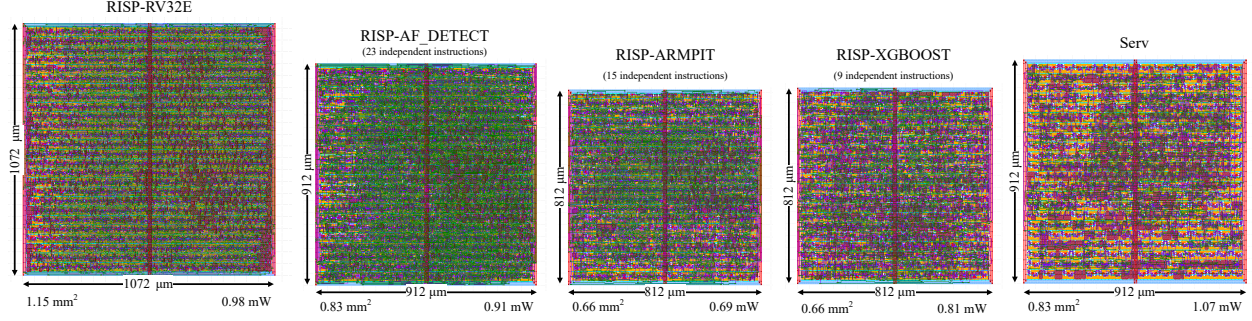 RISP-RV32E
1072 μm
1072 μm
1.15 mm²
0.98 mW
RISP-AF_DETECT
(23 independent instructions)
912 μm
912 μm
0.83 mm²
0.91 mW
RISP-ARMPIT
(15 independent instructions)
812 μm
812 μm
0.66 mm²
0.69 mW
RISP-XGBOOST
(9 independent instructions)
812 μm
812 μm
0.66 mm²
0.81 mW
Serv
912 μm
912 μm
0.83 mm²
1.07 mW